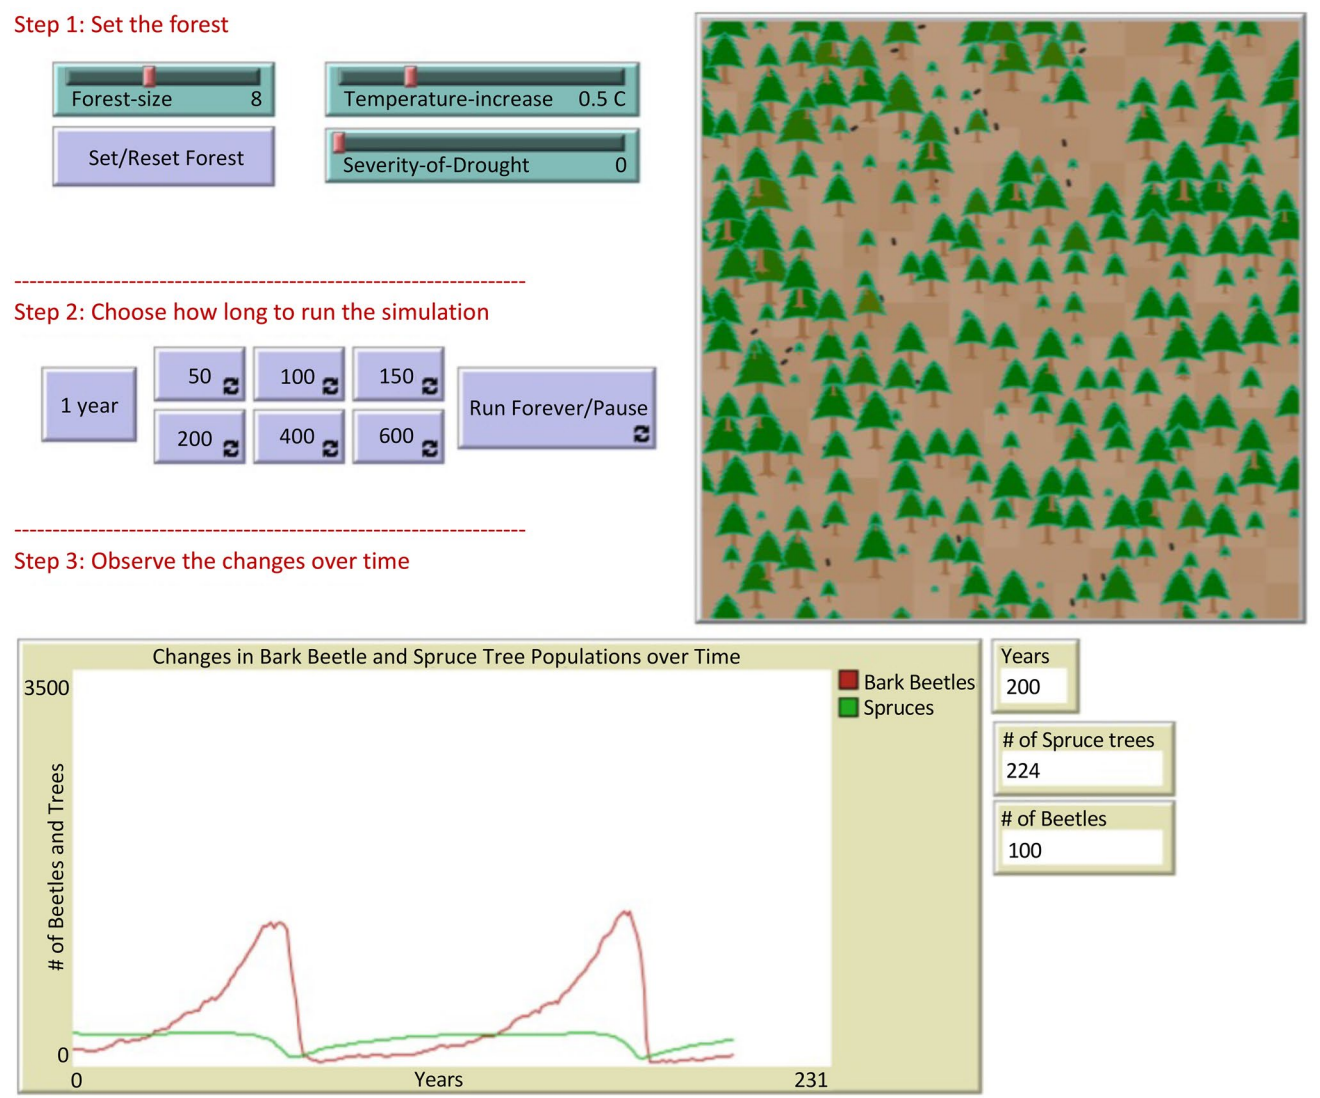 Step 1: Set the forest
Forest-size 8
Temperature-increase 0.5 C
Set/Reset Forest
Severity-of-Drought 0
Step 2: Choose how long to run the simulation
1 year
50
100
150
200
400
600
Run Forever/Pause
Step 3: Observe the changes over time
Changes in Bark Beetle and Spruce Tree Populations over Time
3500
# of Beetles and Trees
0
0
Years
231
Bark Beetles
Spruces
Years
200
# of Spruce trees
224
# of Beetles
100